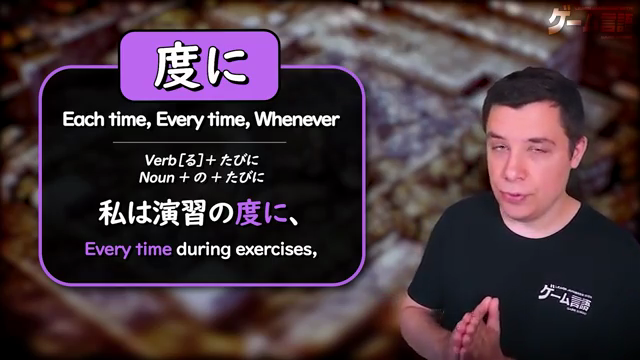 ゲーム言語
度に
Each time, Every time, Whenever
Verb[る]+たびに
Noun + の + たびに
私は演習の度に、
Every time during exercises,
ゲーム言語